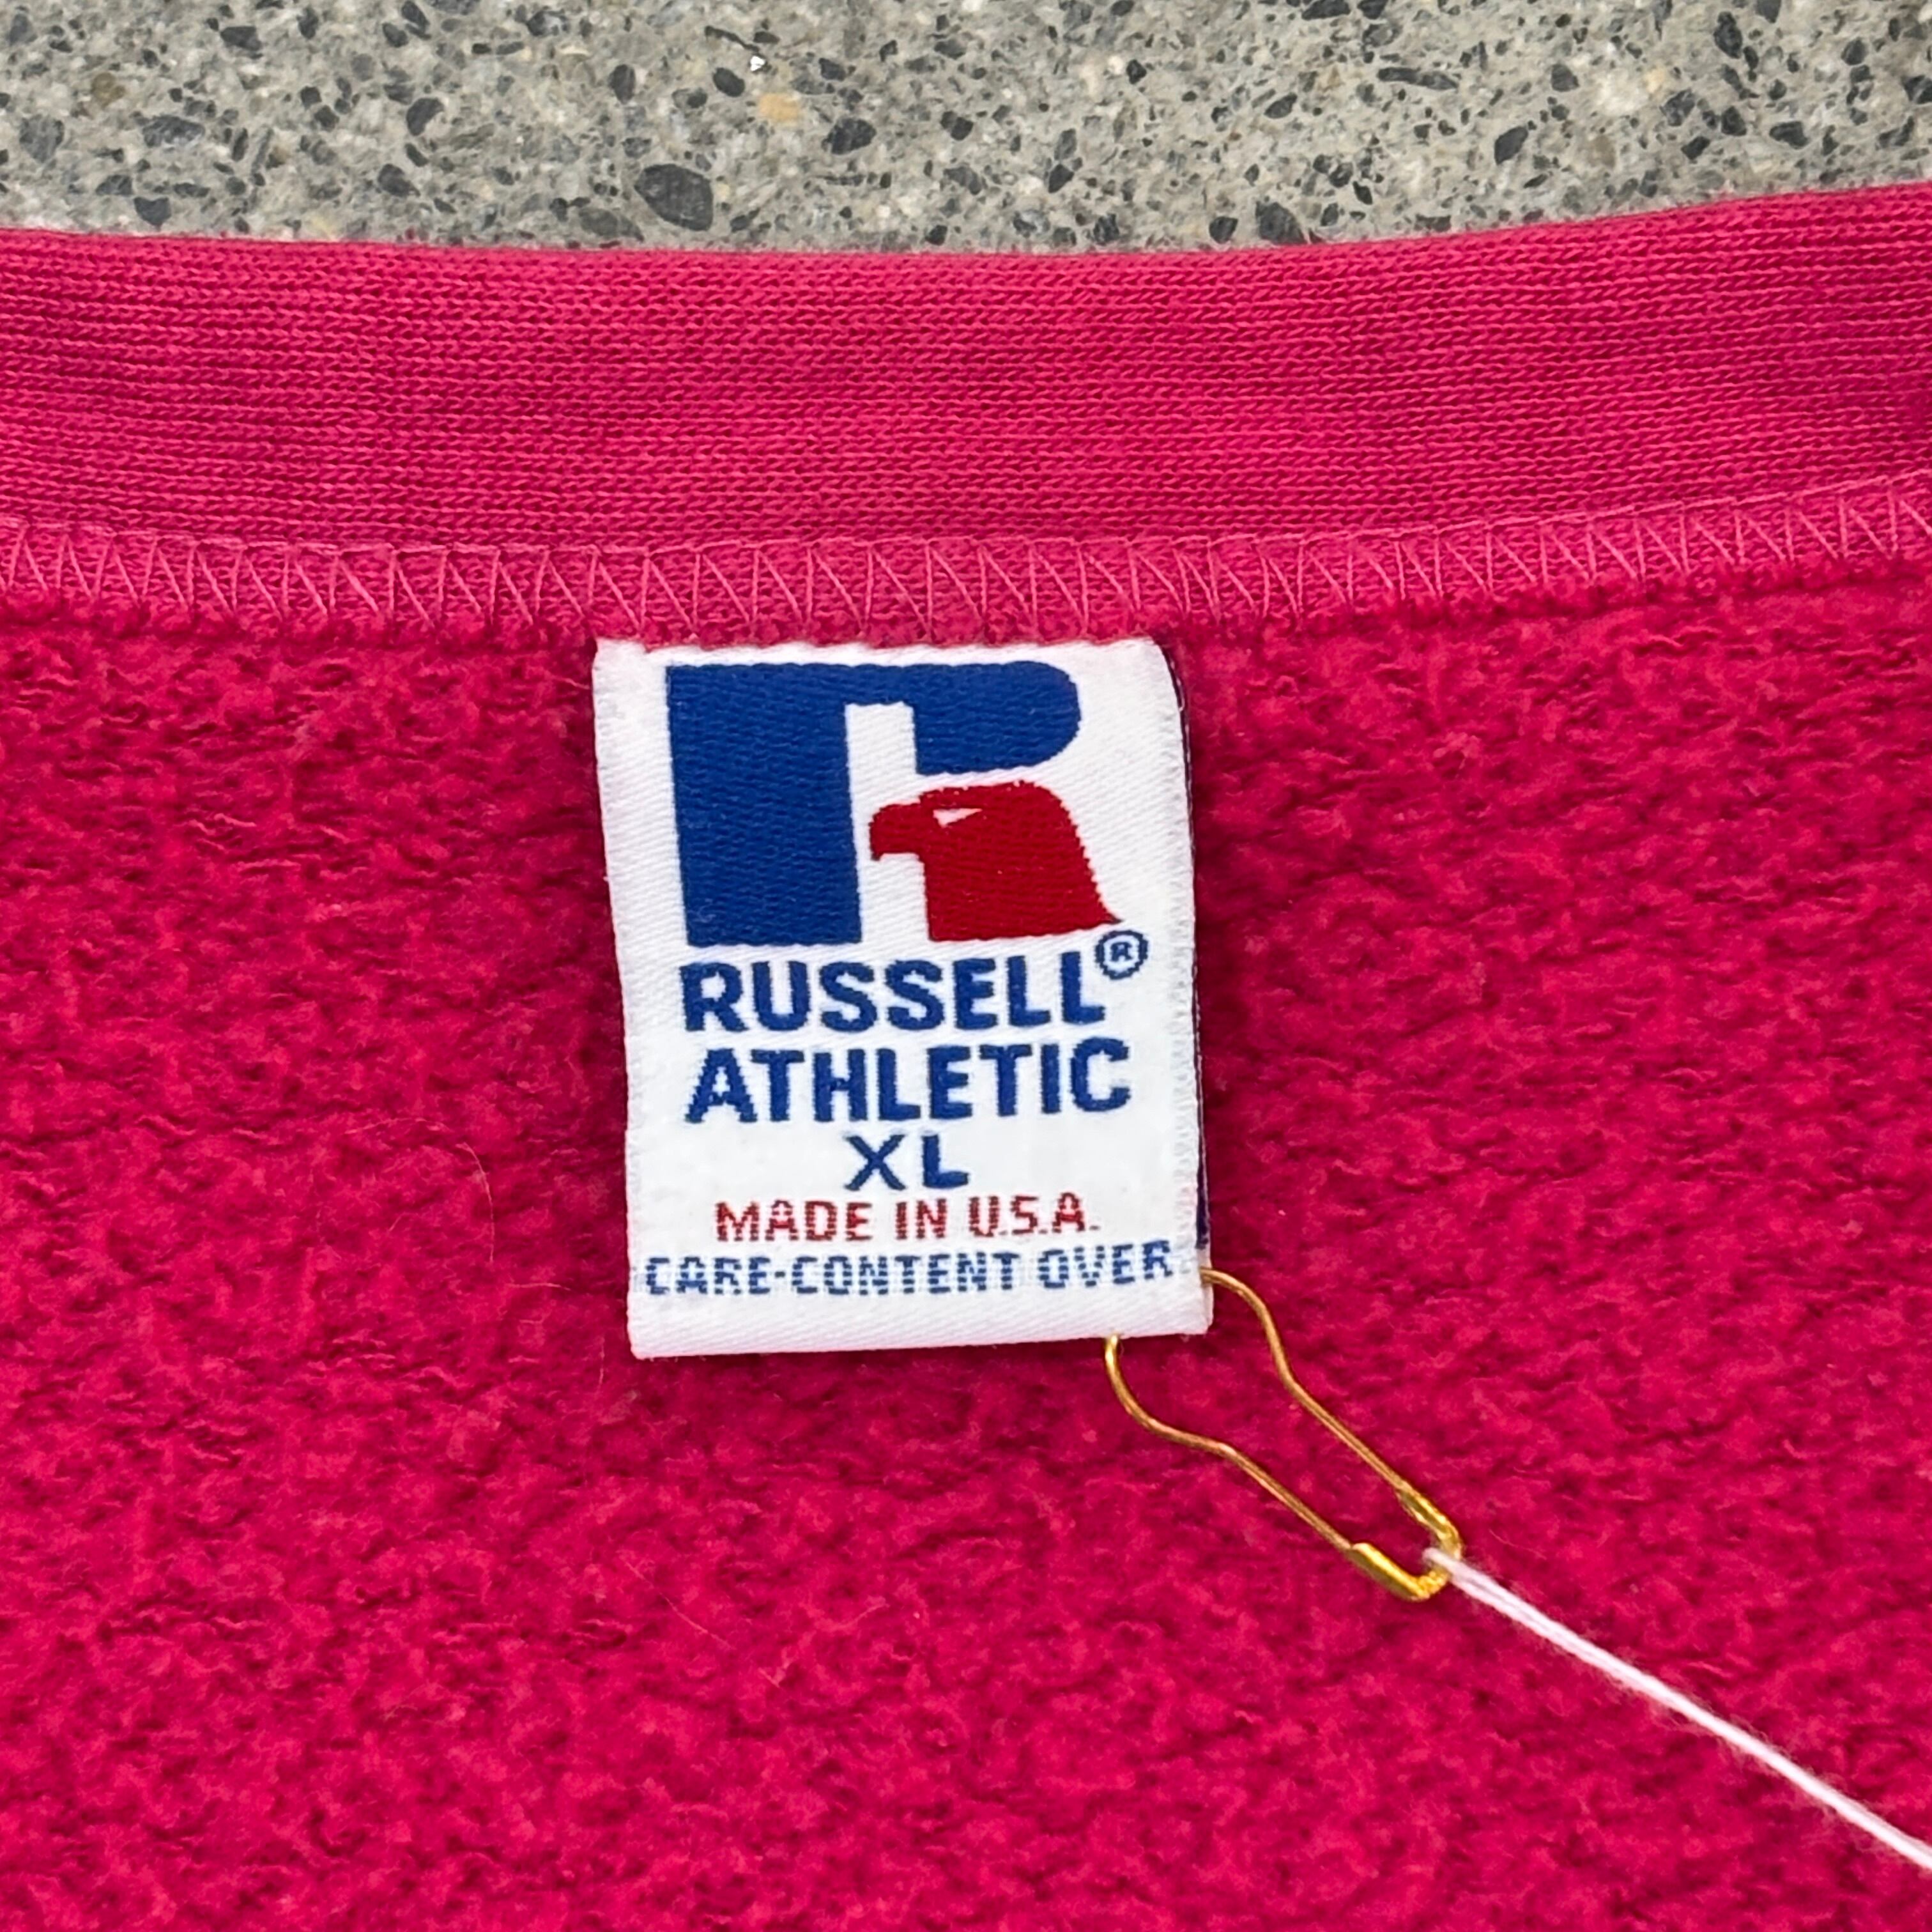 R
RUSSELL®
ATHLETIC
XL
MADE IN U.S.A.
CARE-CONTENT OVER